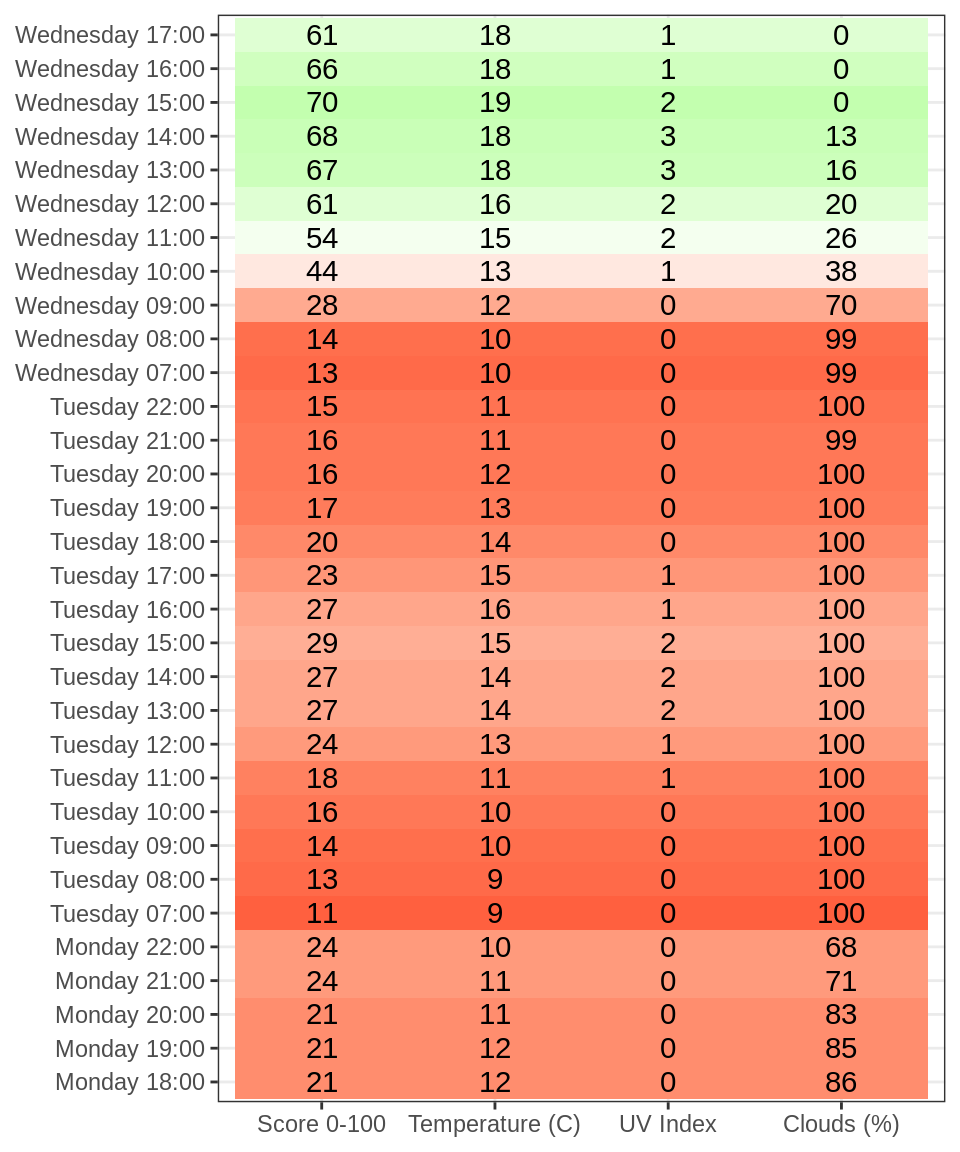 Wednesday 17:00 61 18 1 0
Wednesday 16:00 66 18 1 0
Wednesday 15:00 70 19 2 0
Wednesday 14:00 68 18 3 13
Wednesday 13:00 67 18 3 16
Wednesday 12:00 61 16 2 20
Wednesday 11:00 54 15 2 26
Wednesday 10:00 44 13 1 38
Wednesday 09:00 28 12 0 70
Wednesday 08:00 14 10 0 99
Wednesday 07:00 13 10 0 99
Tuesday 22:00 15 11 0 100
Tuesday 21:00 16 11 0 99
Tuesday 20:00 16 12 0 100
Tuesday 19:00 17 13 0 100
Tuesday 18:00 20 14 0 100
Tuesday 17:00 23 15 1 100
Tuesday 16:00 27 16 1 100
Tuesday 15:00 29 15 2 100
Tuesday 14:00 27 14 2 100
Tuesday 13:00 27 14 2 100
Tuesday 12:00 24 13 1 100
Tuesday 11:00 18 11 1 100
Tuesday 10:00 16 10 0 100
Tuesday 09:00 14 10 0 100
Tuesday 08:00 13 9 0 100
Tuesday 07:00 11 9 0 100
Monday 22:00 24 10 0 68
Monday 21:00 24 11 0 71
Monday 20:00 21 11 0 83
Monday 19:00 21 12 0 85
Monday 18:00 21 12 0 86
Score 0-100 Temperature (C) UV Index Clouds (%)